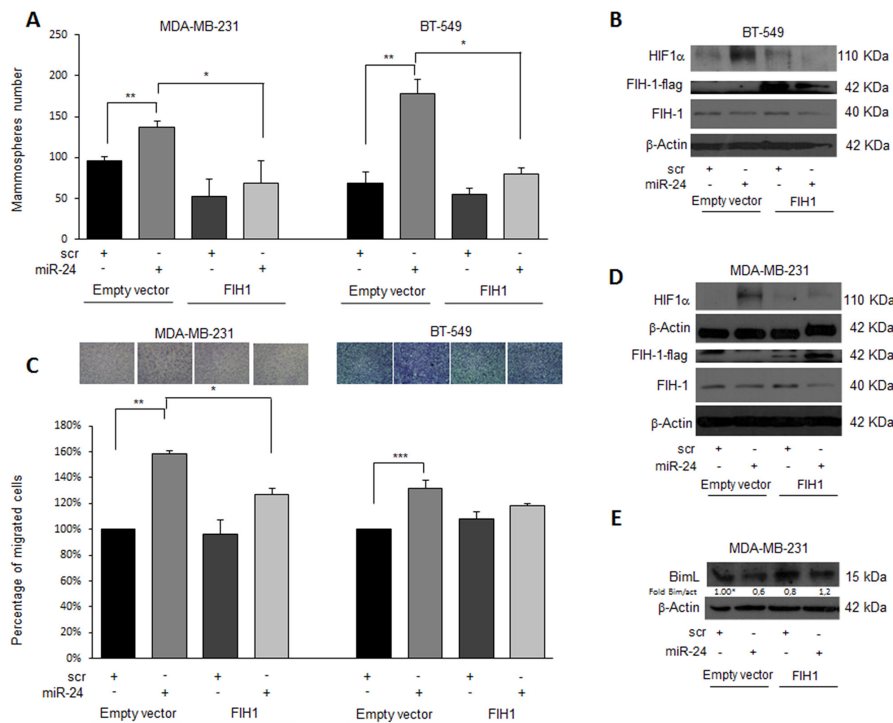 A
MDA-MB-231
BT-549
Mammospheres number
250
200
150
100
50
0
** * ** *
scr + - + - + - + -
miR-24 - + - + - + - +
Empty vector FIH1 Empty vector FIH1
B
BT-549
HIF1α 110 KDa
FIH-1-flag 42 KDa
FIH-1 40 KDa
β-Actin 42 KDa
scr + - + -
miR-24 - + - +
Empty vector FIH1
C
MDA-MB-231 BT-549
Percentage of migrated cells
180%
160%
140%
120%
100%
80%
60%
40%
20%
0%
** * ***
scr + - + - + - + -
miR-24 - + - + - + - +
Empty vector FIH1 Empty vector FIH1
D
MDA-MB-231
HIF1α 110 KDa
β-Actin 42 KDa
FIH-1-flag 42 KDa
FIH-1 40 KDa
β-Actin 42 KDa
scr + - + -
miR-24 - + - +
Empty vector FIH1
E
MDA-MB-231
BimL 15 kDa
Fold Bim/act 1.00* 0,6 0,8 1,2
β-Actin 42 kDa
scr + - + -
miR-24 - + - +
Empty vector FIH1